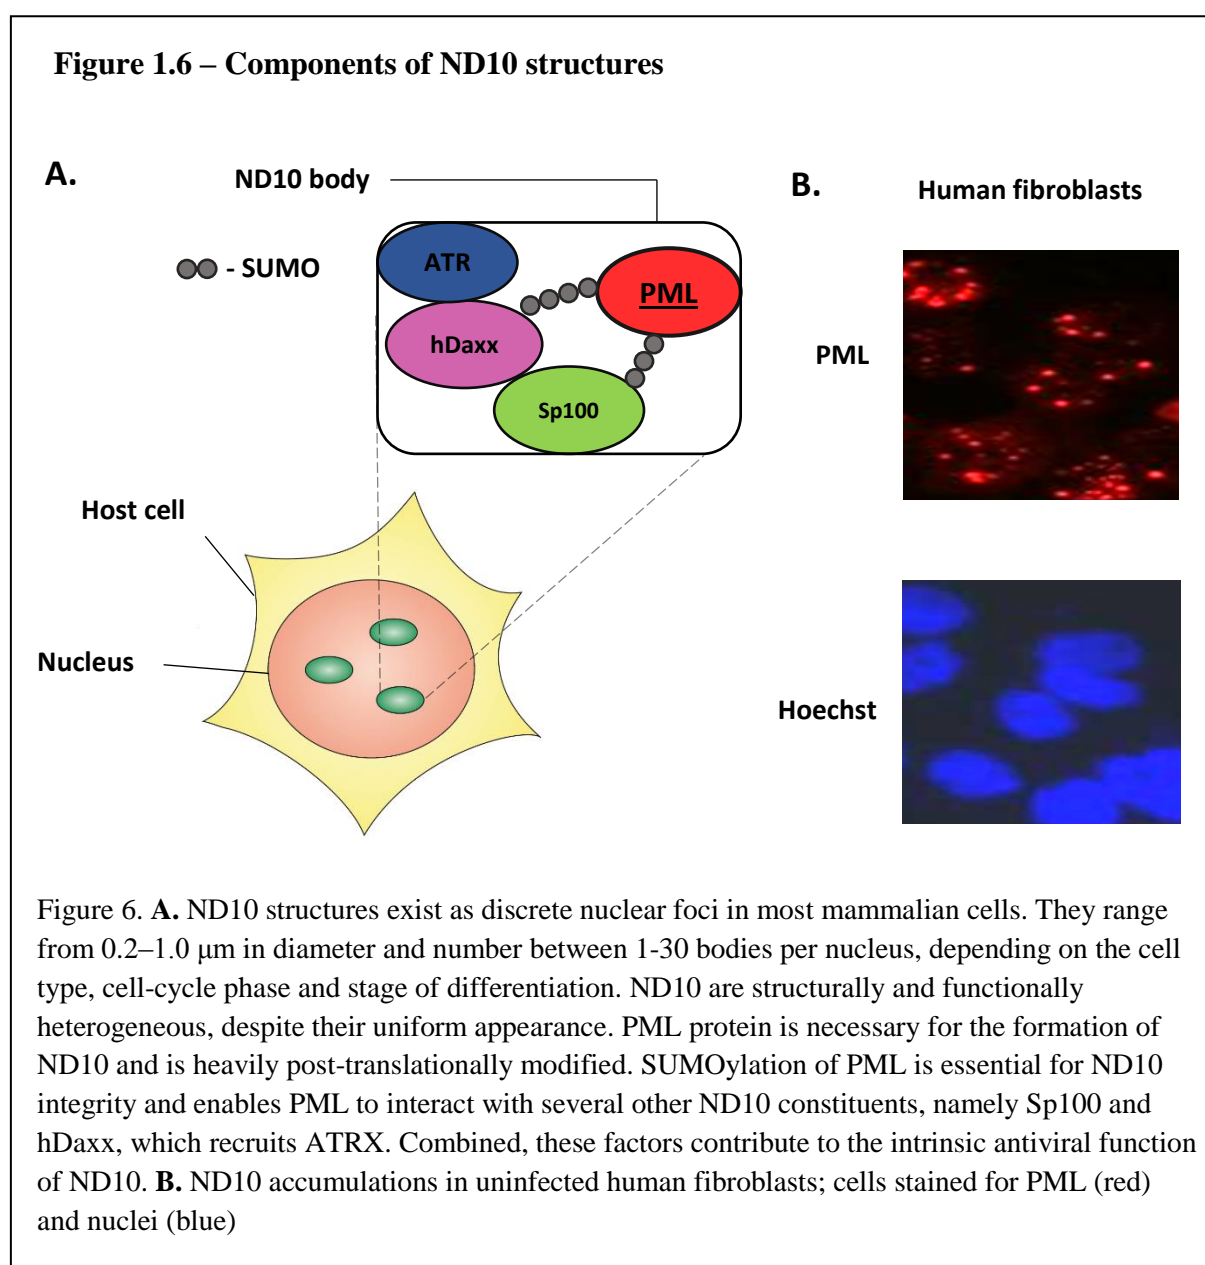 Figure 1.6 – Components of ND10 structures
A.
ND10 body
B.
Human fibroblasts
- SUMO
ATR
PML
hDaxx
Sp100
PML
Host cell
Nucleus
Hoechst
Figure 6. A. ND10 structures exist as discrete nuclear foci in most mammalian cells. They range
from 0.2–1.0 μm in diameter and number between 1-30 bodies per nucleus, depending on the cell
type, cell-cycle phase and stage of differentiation. ND10 are structurally and functionally
heterogeneous, despite their uniform appearance. PML protein is necessary for the formation of
ND10 and is heavily post-translationally modified. SUMOylation of PML is essential for ND10
integrity and enables PML to interact with several other ND10 constituents, namely Sp100 and
hDaxx, which recruits ATRX. Combined, these factors contribute to the intrinsic antiviral function
of ND10. B. ND10 accumulations in uninfected human fibroblasts; cells stained for PML (red)
and nuclei (blue)